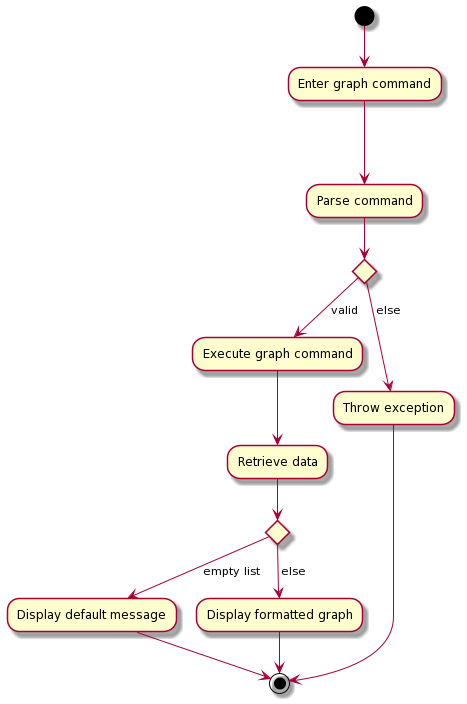 Enter graph command
Parse command
valid
else
Execute graph command
Throw exception
Retrieve data
empty list
else
Display default message
Display formatted graph